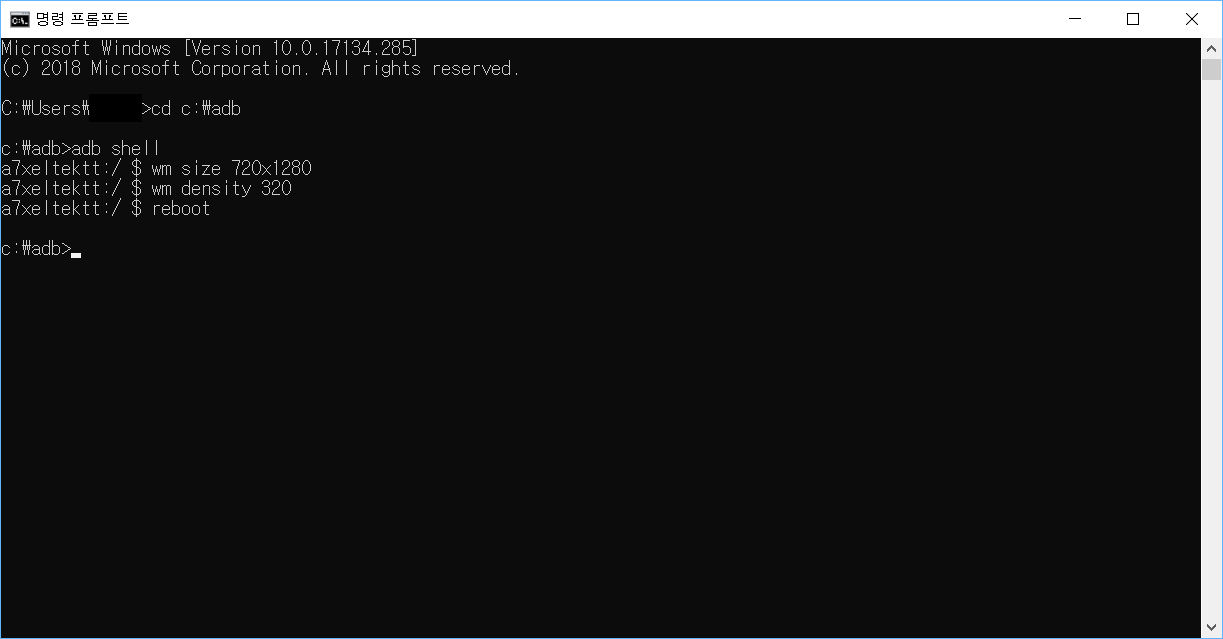 명령 프롬프트
Microsoft Windows [Version 10.0.17134.285]
(c) 2018 Microsoft Corporation. All rights reserved.
C:₩Users₩ >cd c:₩adb
c:₩adb>adb shell
a7xeltektt:/ $ wm size 720x1280
a7xeltektt:/ $ wm density 320
a7xeltektt:/ $ reboot
c:₩adb>